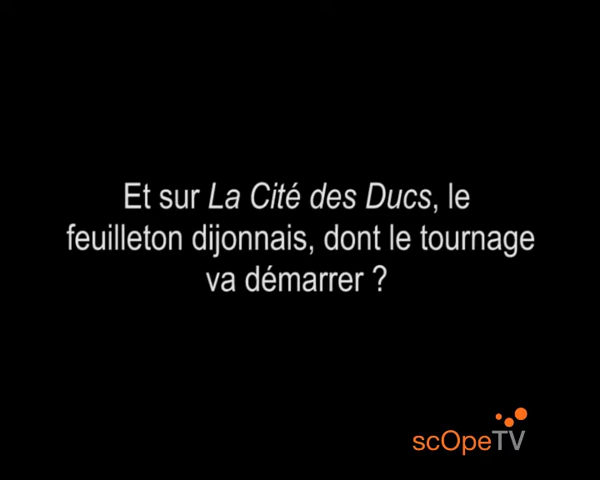 Et sur La Cité des Ducs, le
feuilleton dijonnais, dont le tournage
va démarrer ?
scOpeTV